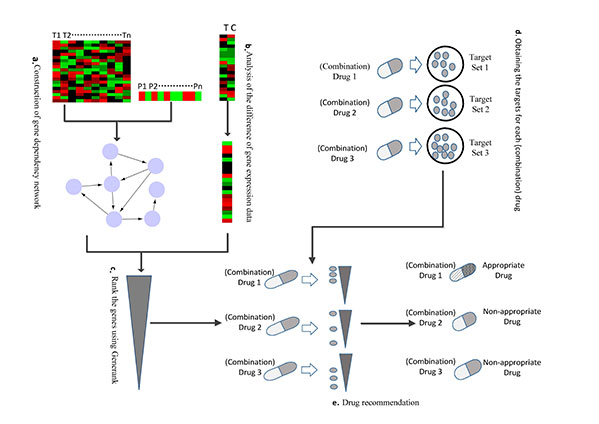 T1 T2 Tn
a. Construction of gene dependency network
P1 P2 Pn
T C
b. Analysis of the difference of gene expression data
d. Obtaining the targets for each (combination) drug
(Combination)
Drug 1
Target
Set 1
(Combination)
Drug 2
Target
Set 2
(Combination)
Drug 3
Target
Set 3
c. Rank the genes using Generank
(Combination)
Drug 1
(Combination)
Drug 2
(Combination)
Drug 3
(Combination)
Drug 1
Appropriate
Drug
(Combination)
Drug 2
Non-appropriate
Drug
(Combination)
Drug 3
Non-appropriate
Drug
e. Drug recommendation